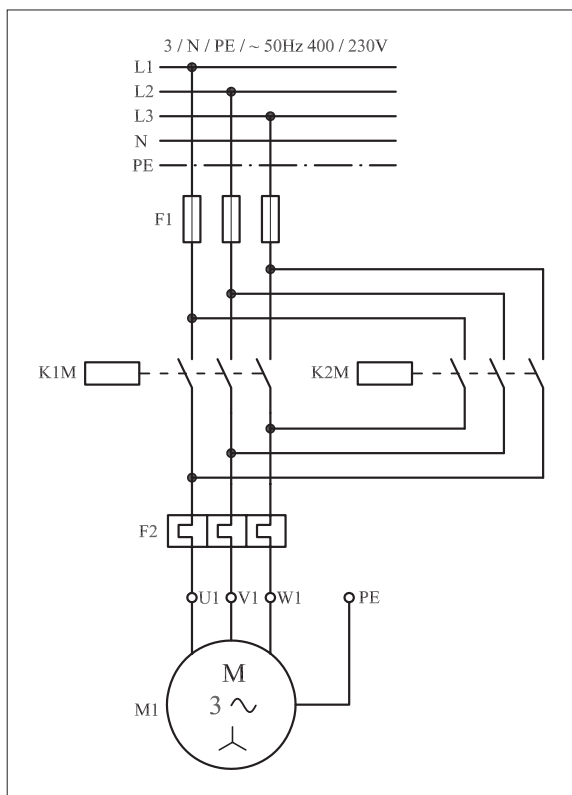 3 / N / PE / ~ 50Hz 400 / 230V
L1
L2
L3
N
PE
F1
K1M
K2M
F2
U1 V1 W1 PE
M
M1
3 ~